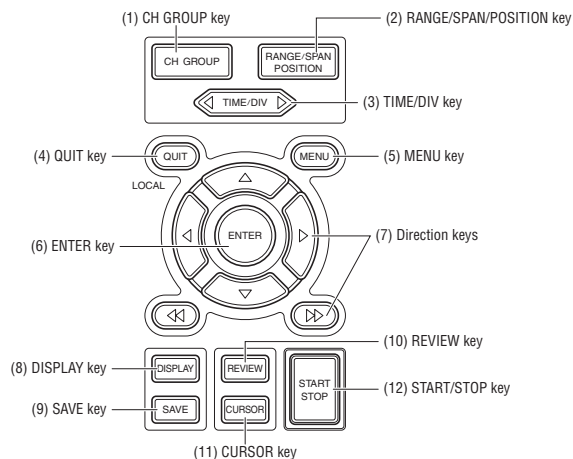 (1) CH GROUP key
(2) RANGE/SPAN/POSITION key
CH GROUP
RANGE/SPAN
POSITION
TIME/DIV
(3) TIME/DIV key
(4) QUIT key
QUIT
MENU
(5) MENU key
LOCAL
(6) ENTER key
ENTER
(7) Direction keys
(10) REVIEW key
(8) DISPLAY key
DISPLAY
REVIEW
START
STOP
(12) START/STOP key
(9) SAVE key
SAVE
CURSOR
(11) CURSOR key